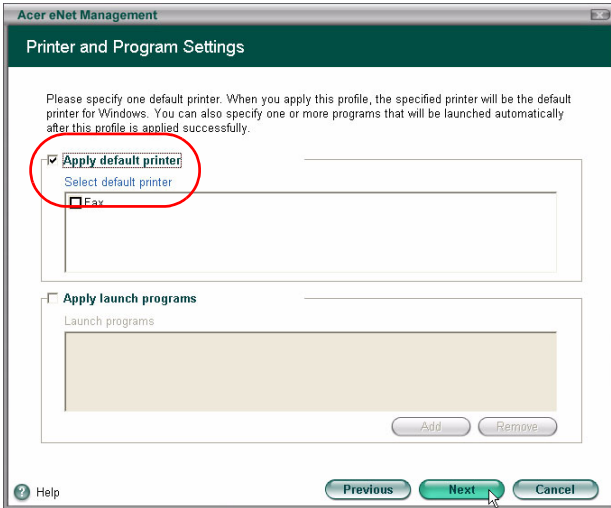 Acer eNet Management
Printer and Program Settings
Please specify one default printer. When you apply this profile, the specified printer will be the default
printer for Windows. You can also specify one or more programs that will be launched automatically
after this profile is applied successfully.
Apply default printer
Select default printer
Fax
Apply launch programs
Launch programs
Add Remove
Help Previous Next Cancel